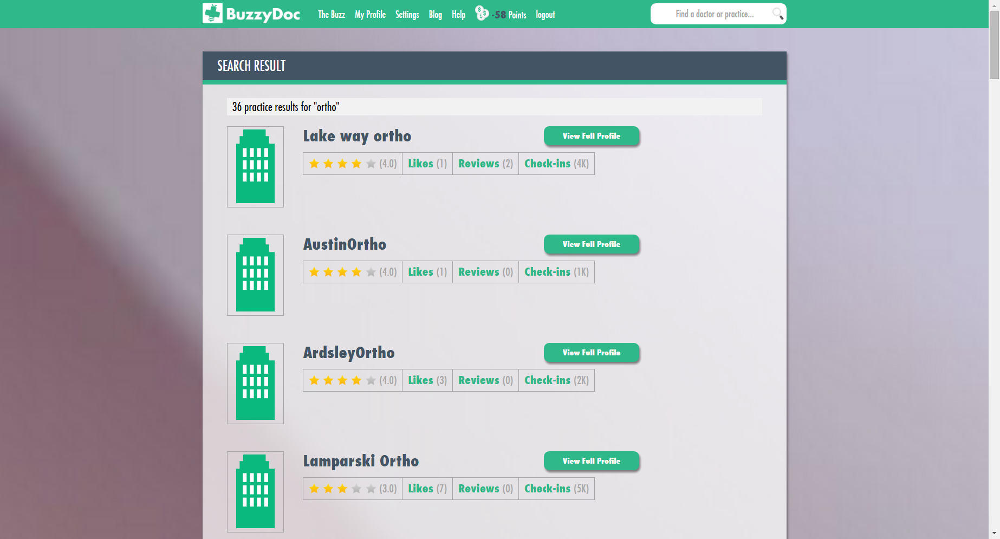 BuzzyDoc The Buzz My Profile Settings Blog Help -58 Points logout Find a doctor or practice...
SEARCH RESULT
36 practice results for "ortho"
Lake way ortho View Full Profile
(4.0) Likes (1) Reviews (2) Check-ins (4K)
AustinOrtho View Full Profile
(4.0) Likes (1) Reviews (0) Check-ins (1K)
ArdsleyOrtho View Full Profile
(4.0) Likes (3) Reviews (0) Check-ins (2K)
Lamparski Ortho View Full Profile
(3.0) Likes (7) Reviews (0) Check-ins (5K)